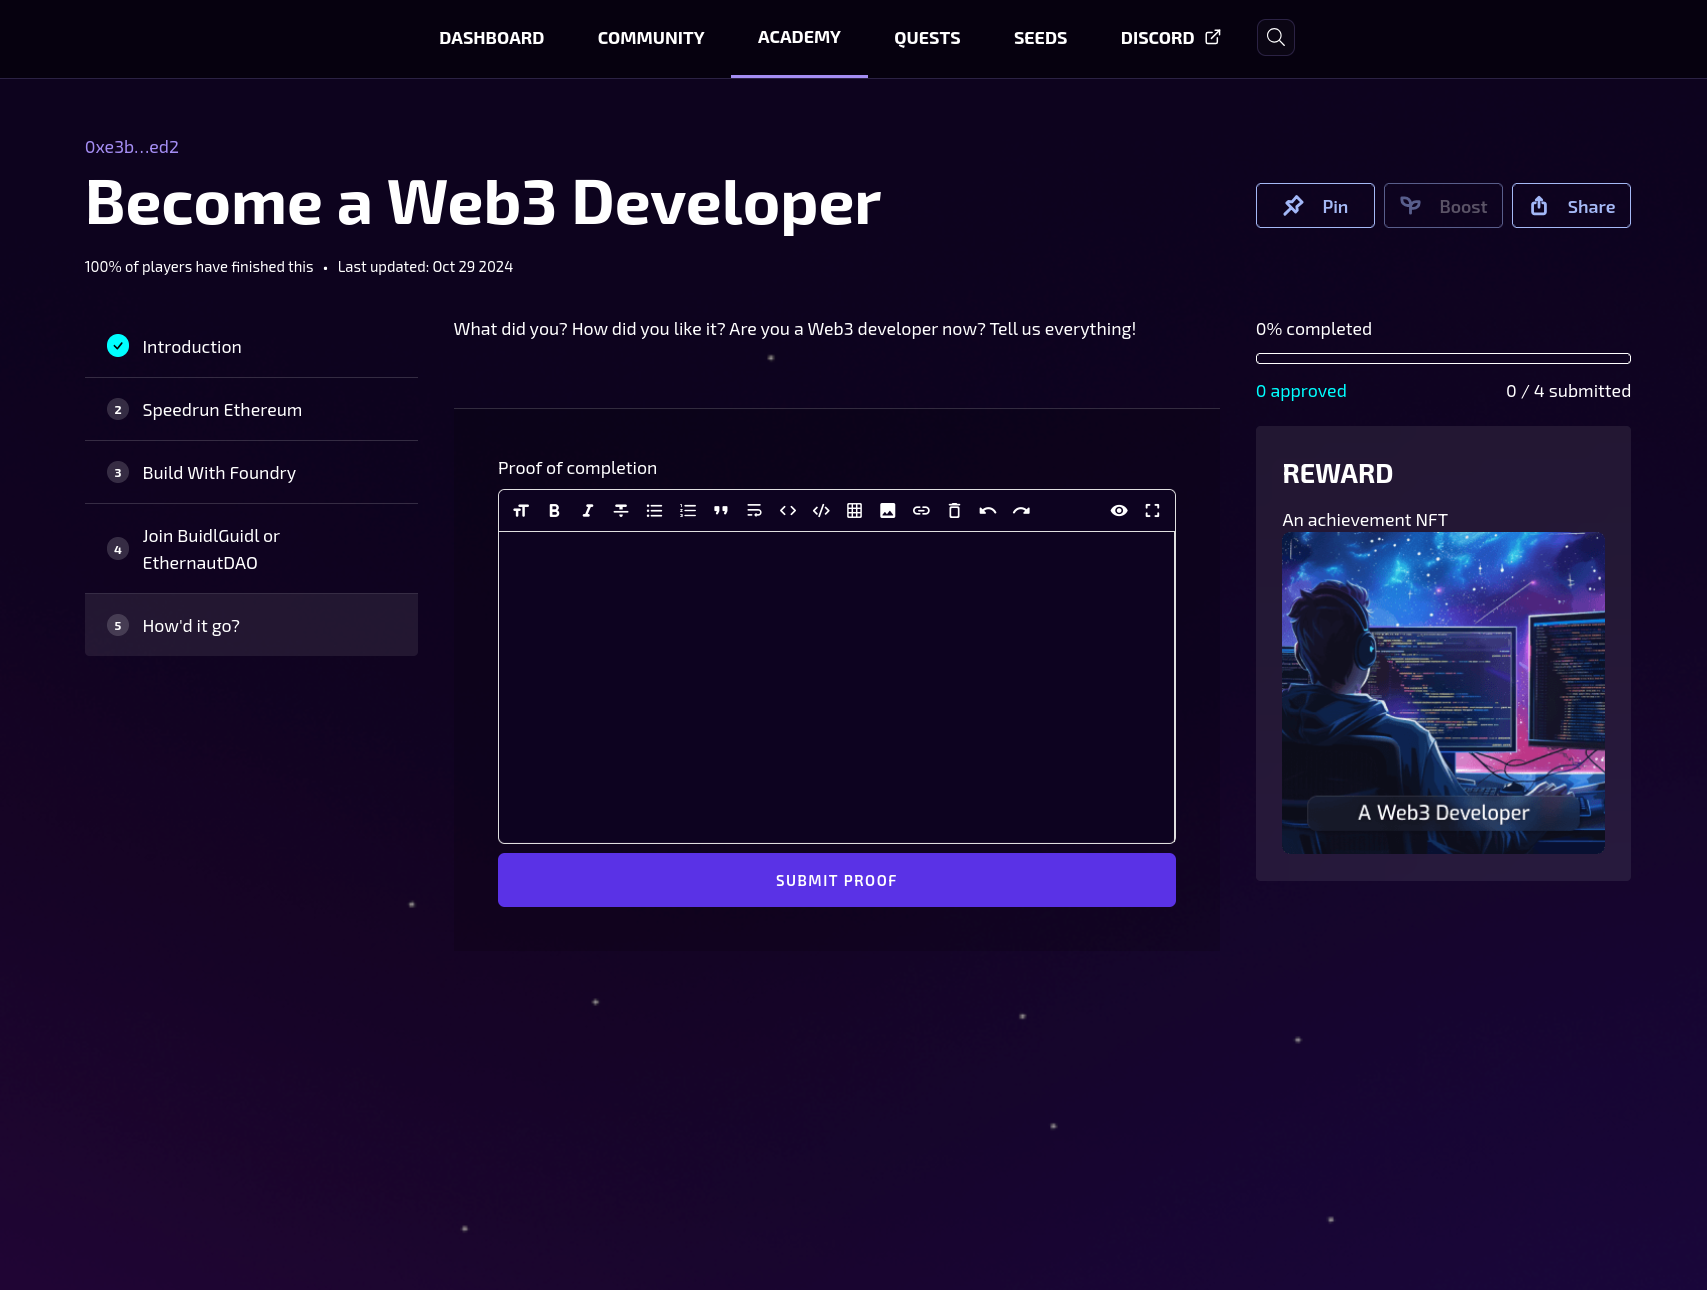 DASHBOARD COMMUNITY ACADEMY QUESTS SEEDS DISCORD
0xe3b...ed2
Become a Web3 Developer
Pin Boost Share
100% of players have finished this • Last updated: Oct 29 2024
Introduction
2 Speedrun Ethereum
3 Build With Foundry
4 Join BuidlGuidl or
EthernautDAO
5 How'd it go?
What did you? How did you like it? Are you a Web3 developer now? Tell us everything!
Proof of completion
SUBMIT PROOF
0% completed
0 approved 0 / 4 submitted
REWARD
An achievement NFT
A Web3 Developer